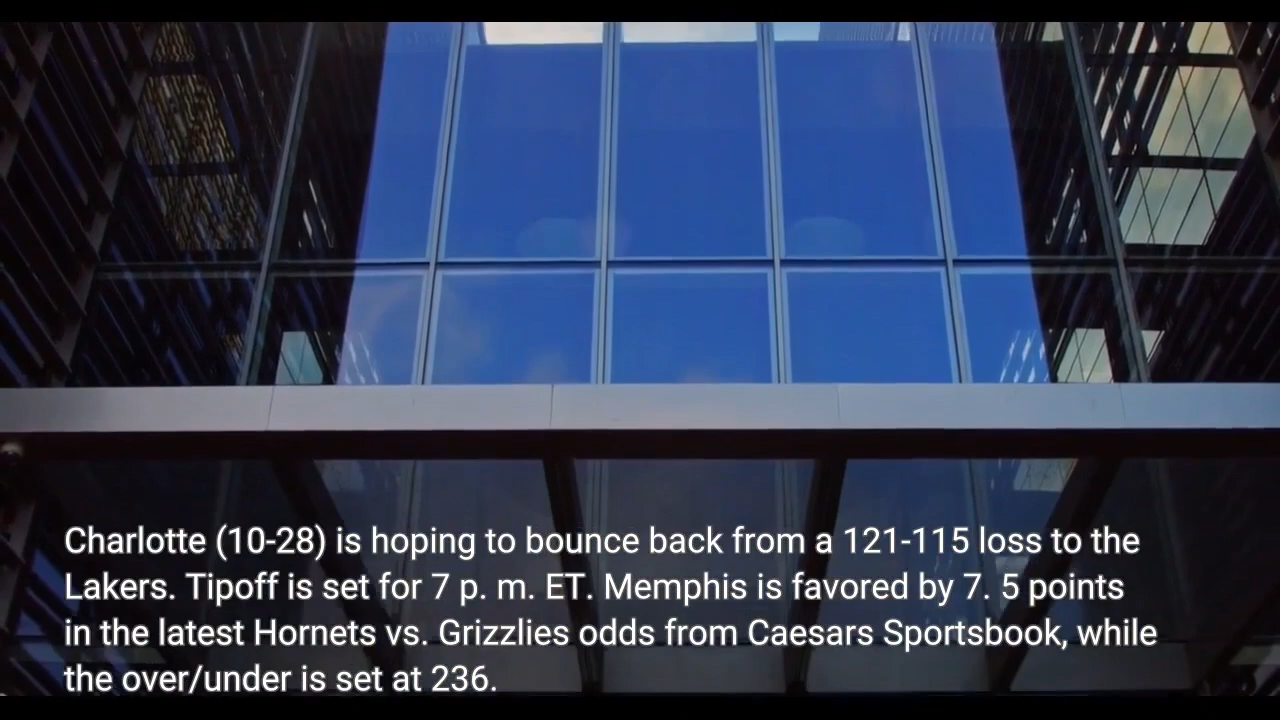 Charlotte (10-28) is hoping to bounce back from a 121-115 loss to the
Lakers. Tipoff is set for 7 p. m. ET. Memphis is favored by 7. 5 points
in the latest Hornets vs. Grizzlies odds from Caesars Sportsbook, while
the over/under is set at 236.